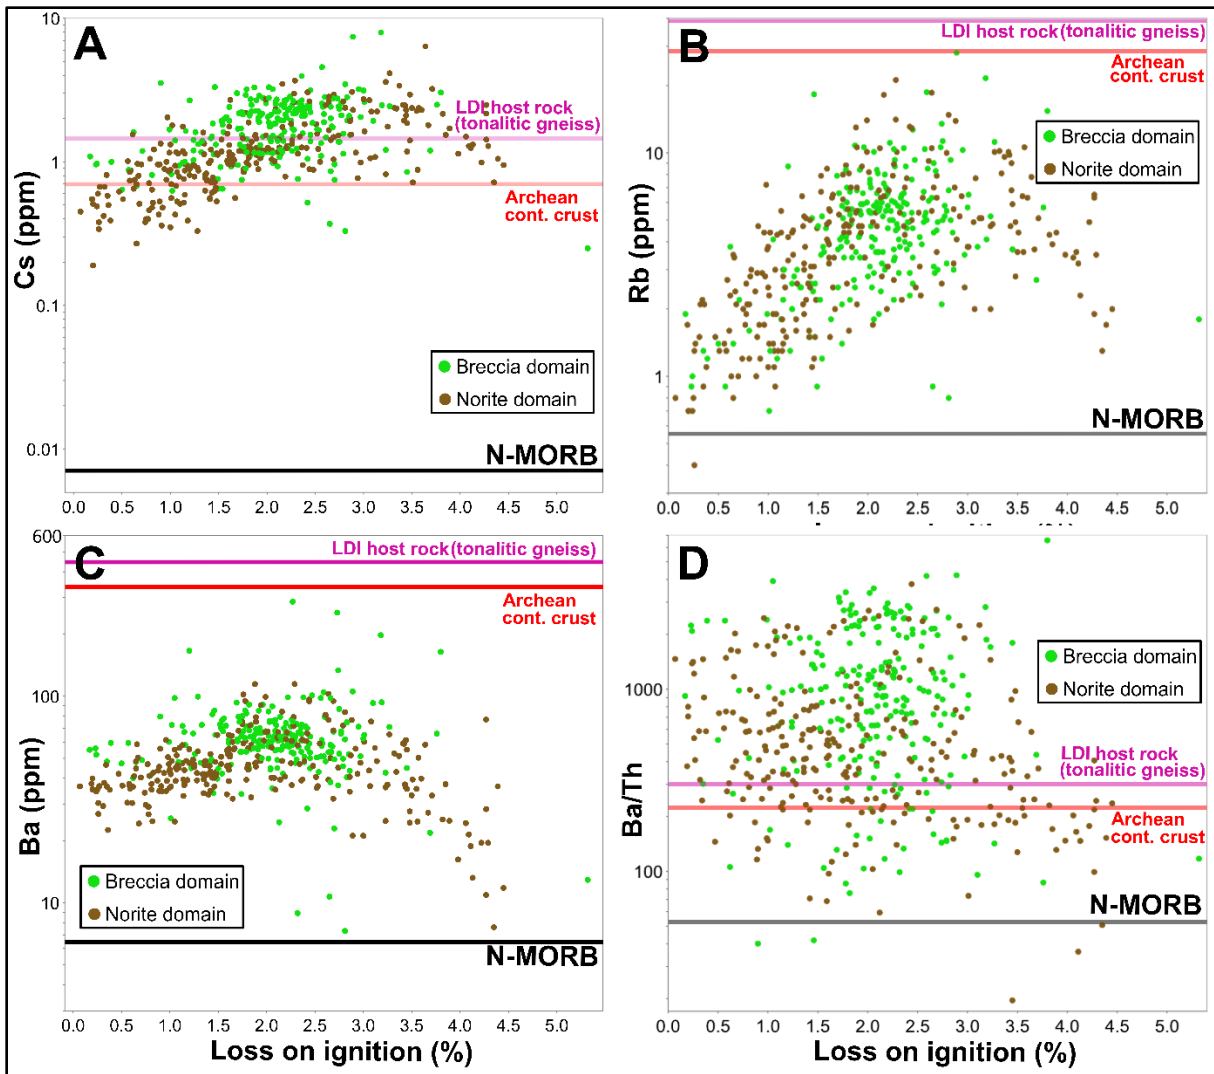 A
10
1
0.1
0.01
Cs (ppm)
LDI host rock
(tonalitic gneiss)
Archean
cont. crust
Breccia domain
Norite domain
N-MORB
0.0 0.5 1.0 1.5 2.0 2.5 3.0 3.5 4.0 4.5 5.0
B
LDI host rock (tonalitic gneiss)
Archean
cont. crust
10
1
Rb (ppm)
Breccia domain
Norite domain
N-MORB
0.0 0.5 1.0 1.5 2.0 2.5 3.0 3.5 4.0 4.5 5.0
C
600
100
10
Ba (ppm)
LDI host rock (tonalitic gneiss)
Archean
cont. crust
Breccia domain
Norite domain
N-MORB
0.0 0.5 1.0 1.5 2.0 2.5 3.0 3.5 4.0 4.5 5.0
Loss on ignition (%)
D
1000
100
Ba/Th
Breccia domain
Norite domain
LDI host rock
(tonalitic gneiss)
Archean
cont. crust
N-MORB
0.0 0.5 1.0 1.5 2.0 2.5 3.0 3.5 4.0 4.5 5.0
Loss on ignition (%)